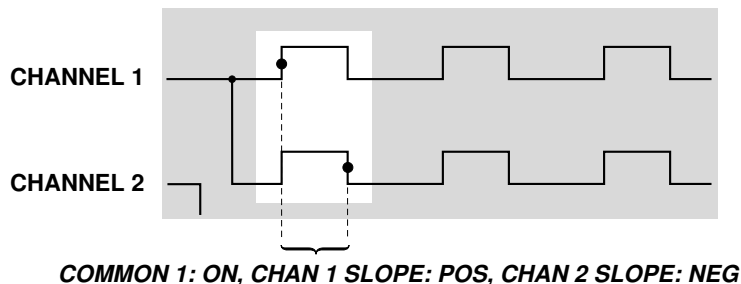 CHANNEL 1
CHANNEL 2
COMMON 1: ON, CHAN 1 SLOPE: POS, CHAN 2 SLOPE: NEG